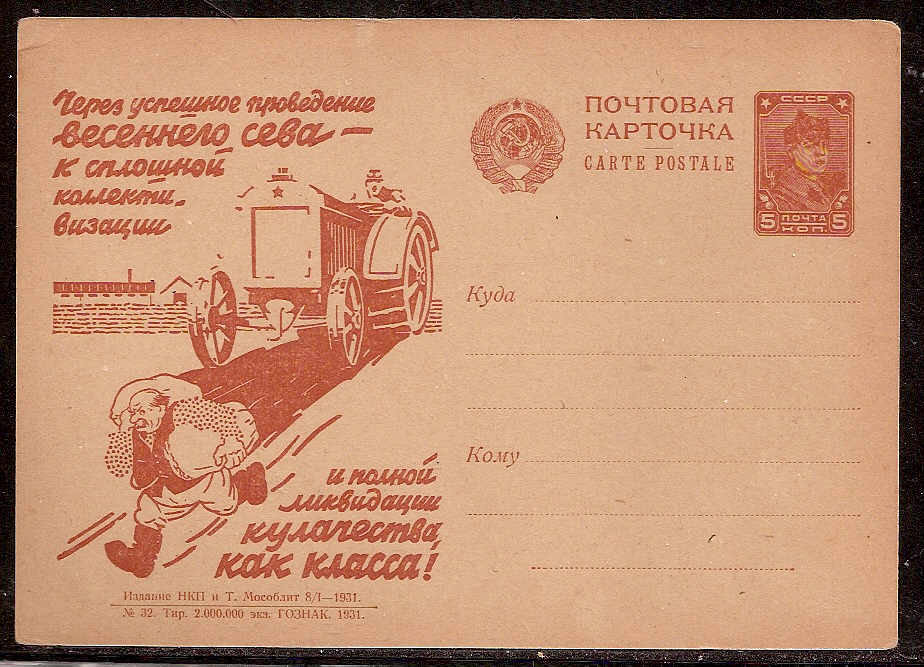 Через успешное проведение
весеннего сева —
к сплошной
коллекти-
визации
и полной
ликвидации
кулачества,
как класса!
Издание НКП и Т. Мособлит 8/I—1931.
№ 32. Тир. 2.000.000 экз. ГОЗНАК. 1931.
ПОЧТОВАЯ
КАРТОЧКА
CARTE POSTALE
СССР
5 ПОЧТА 5
КОП.
Куда
Кому